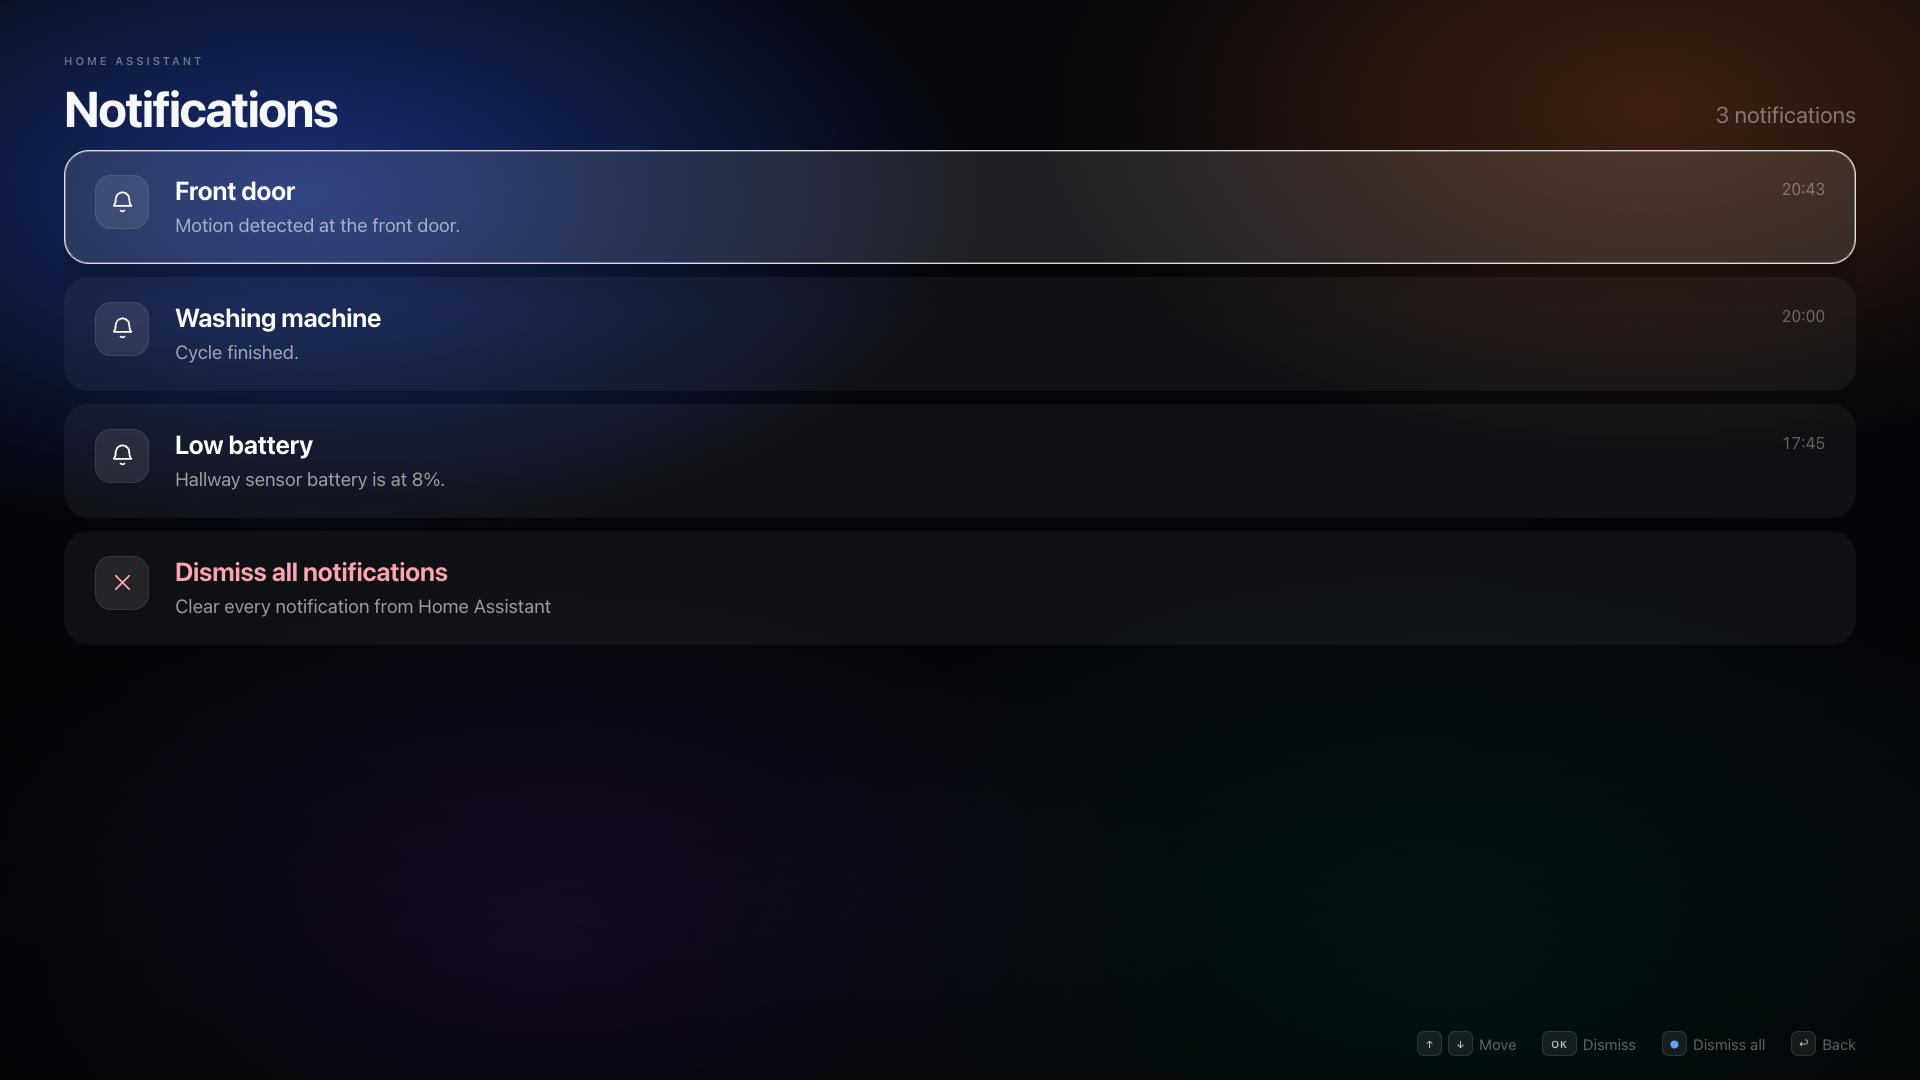 HOME ASSISTANT
Notifications
3 notifications
Front door
20:43
Motion detected at the front door.
Washing machine
20:00
Cycle finished.
Low battery
17:45
Hallway sensor battery is at 8%.
Dismiss all notifications
Clear every notification from Home Assistant
↑ ↓ Move OK Dismiss Dismiss all Back